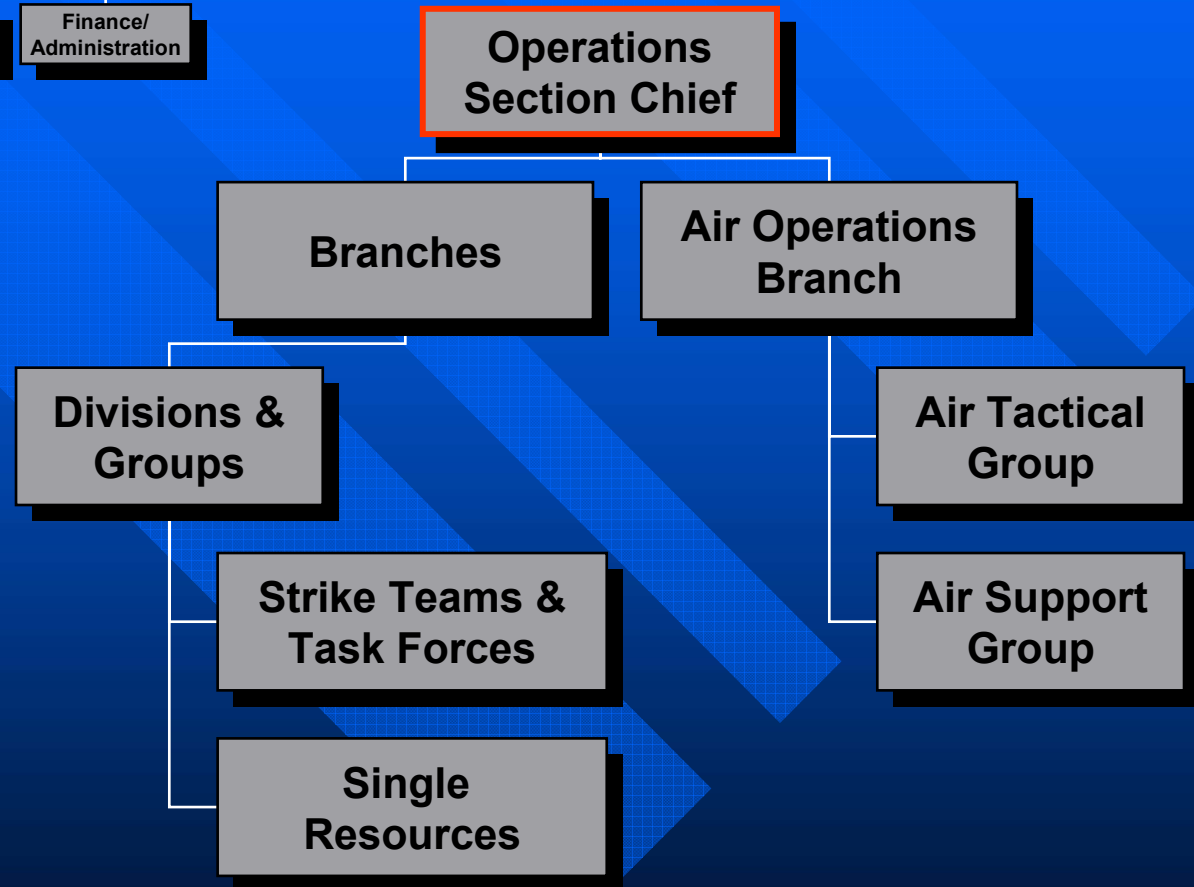 Finance/
Administration
Operations
Section Chief
Branches
Air Operations
Branch
Divisions &
Groups
Air Tactical
Group
Strike Teams &
Task Forces
Air Support
Group
Single
Resources